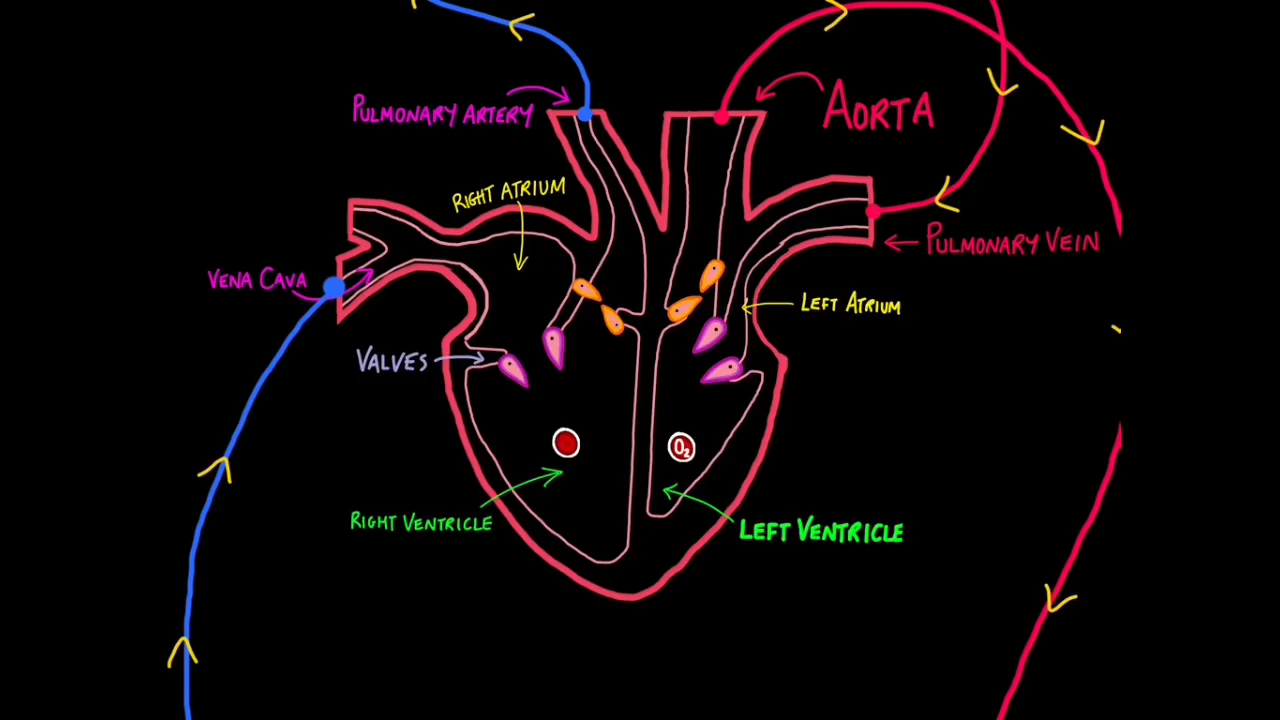 PULMONARY ARTERY
AORTA
RIGHT ATRIUM
PULMONARY VEIN
VENA CAVA
LEFT ATRIUM
VALVES
O₂
RIGHT VENTRICLE
LEFT VENTRICLE